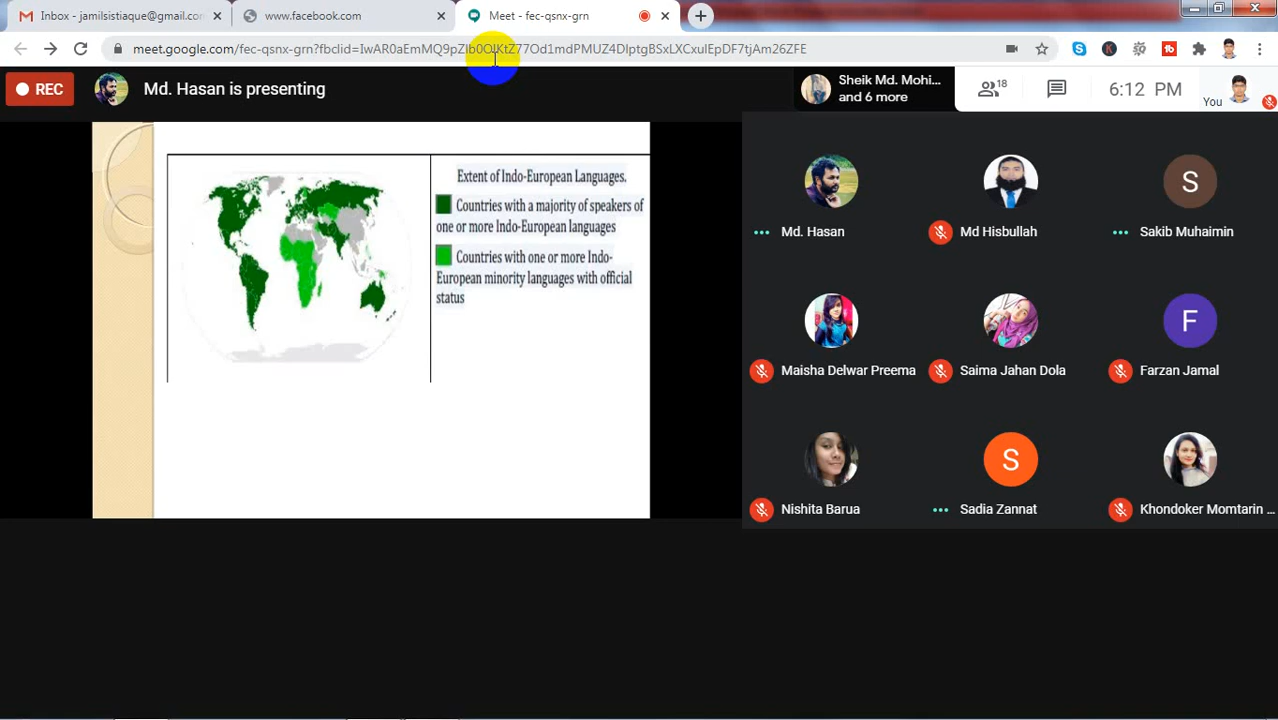 Inbox - jamilsistiaque@gmail.co
www.facebook.com
Meet - fec-qsnx-grn
meet.google.com/fec-qsnx-grn?fbclid=
REC
Md. Hasan is presenting
Sheik Md. Mohi...
and 6 more
18
6:12 PM
You
Extent of Indo-European Languages.
Countries with a majority of speakers of
one or more Indo-European languages
Countries with one or more Indo-
European minority languages with official
status
Md. Hasan
Md Hisbullah
S
Sakib Muhaimin
Maisha Delwar Preema
Saima Jahan Dola
F
Farzan Jamal
Nishita Barua
S
Sadia Zannat
Khondoker Momtarin ...